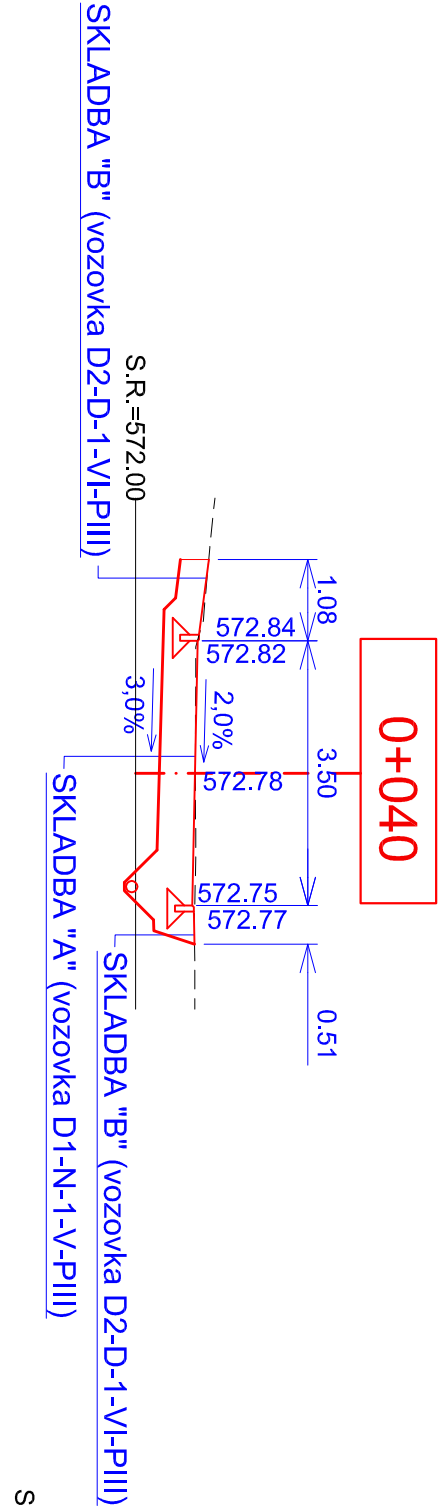 0+040
1.08
3.50
0.51
572.84
572.82
572.78
572.75
572.77
2,0%
3,0%
S.R.=572.00
SKLADBA "B" (vozovka D2-D-1-VI-PIII)
SKLADBA "B" (vozovka D2-D-1-VI-PIII)
SKLADBA "A" (vozovka D1-N-1-V-PIII)
S